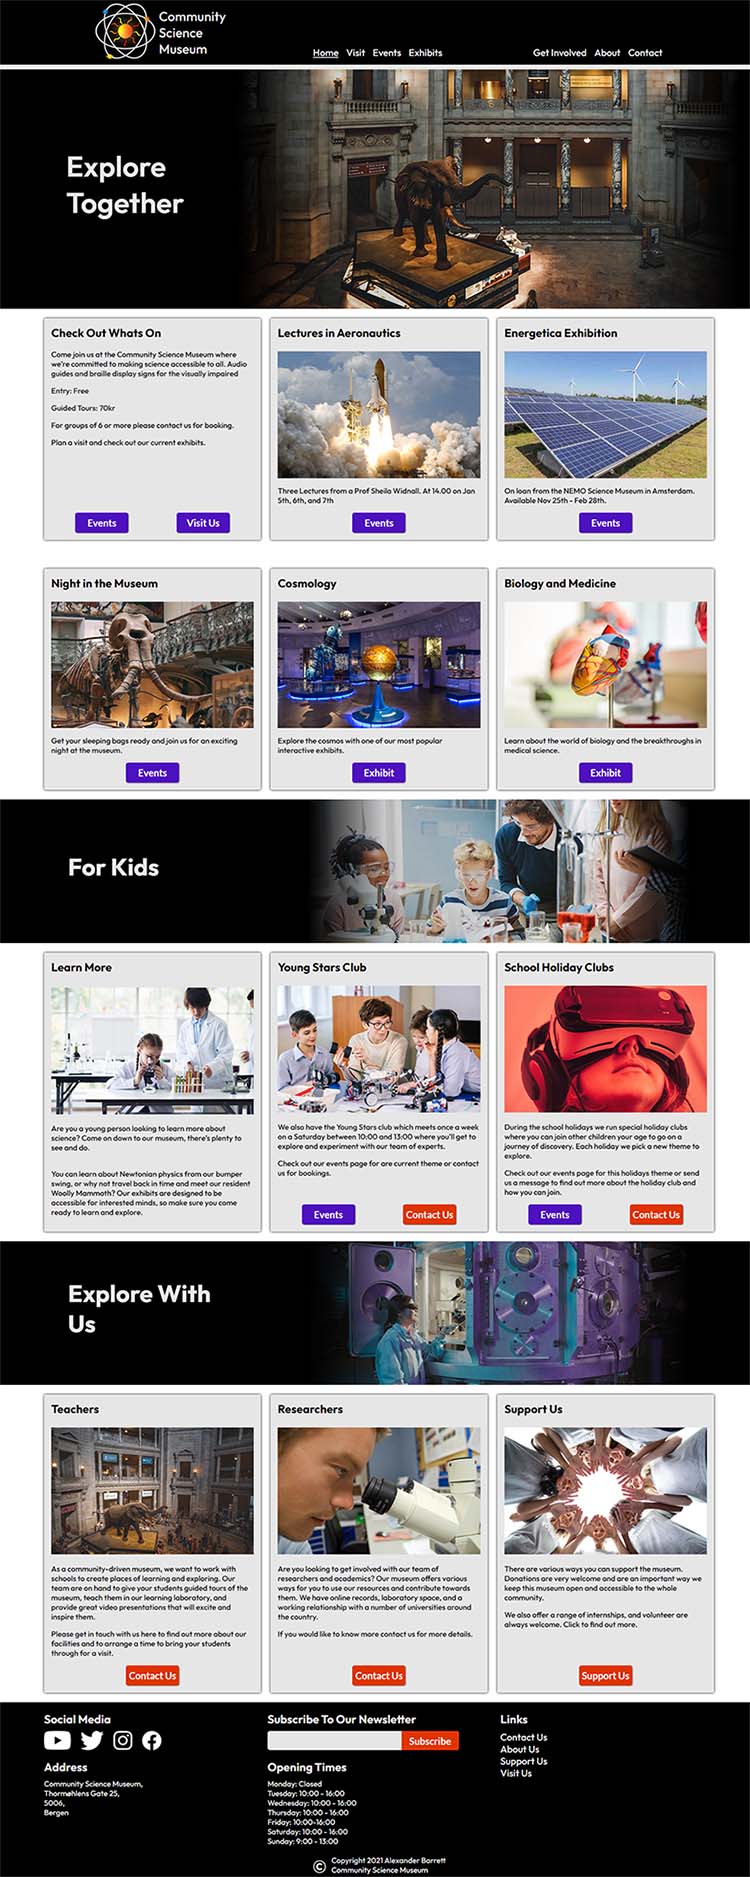 Community
Science
Museum
Home Visit Events Exhibits
Get Involved About Contact
Explore
Together
Check Out Whats On
Come join us at the Community Science Museum where
we're committed to making science accessible to all. Audio
guides and braille display signs for the visually impaired
Entry: Free
Guided Tours: 70kr
For groups of 6 or more please contact us for booking.
Plan a visit and check out our current exhibits.
Events
Visit Us
Lectures in Aeronautics
Three Lectures from a Prof Sheila Widnall. At 14.00 on Jan
5th, 6th, and 7th
Events
Energetica Exhibition
On loan from the NEMO Science Museum in Amsterdam.
Available Nov 25th - Feb 28th.
Events
Night in the Museum
Get your sleeping bags ready and join us for an exciting
night at the museum.
Events
Cosmology
Explore the cosmos with one of our most popular
interactive exhibits.
Exhibit
Biology and Medicine
Learn about the world of biology and the breakthroughs in
medical science.
Exhibit
For Kids
Learn More
Are you a young person looking to learn more about
science? Come on down to our museum, there's plenty to
see and do.
You can learn about Newtonian physics from our bumper
swing, or why not travel back in time and meet our resident
Woolly Mammoth? Our exhibits are designed to be
accessible for interested minds, so make sure you come
ready to learn and explore.
Young Stars Club
We also have the Young Stars club which meets once a week
on a Saturday between 10:00 and 13:00 where you'll get to
explore and experiment with our team of experts.
Check out our events page for are current theme or contact
us for bookings.
Events
Contact Us
School Holiday Clubs
During the school holidays we run special holiday clubs
where you can join other children your age to go on a
journey of discovery. Each holiday we pick a new theme to
explore.
Check out our events page for this holidays theme or send
us a message to find out more about the holiday club and
how you can join.
Events
Contact Us
Explore With
Us
Teachers
As a community-driven museum, we want to work with
schools to create places of learning and exploring. Our
team are on hand to give your students guided tours of the
museum, teach them in our learning laboratory, and
provide great video presentations that will excite and
inspire them.
Please get in touch with us here to find out more about our
facilities and to arrange a time to bring your students
through for a visit.
Contact Us
Researchers
Are you looking to get involved with our team of
researchers and academics? Our museum offers various
ways for you to use our resources and contribute towards
them. We have online records, laboratory space, and a
working relationship with a number of universities around
the country.
If you would like to know more contact us for more details.
Contact Us
Support Us
There are various ways you can support the museum.
Donations are very welcome and are an important way we
keep this museum open and accessible to the whole
community.
We also offer a range of internships, and volunteer are
always welcome. Click to find out more.
Support Us
Social Media
Address
Community Science Museum,
Thormøhlens Gate 25,
5006,
Bergen
Subscribe To Our Newsletter
Subscribe
Opening Times
Monday: Closed
Tuesday: 10:00 - 16:00
Wednesday: 10:00 - 16:00
Thursday: 10:00 - 16:00
Friday: 10:00-16:00
Saturday: 10:00 - 16:00
Sunday: 9:00 - 13:00
Links
Contact Us
About Us
Support Us
Visit Us
© Copyright 2021 Alexander Barrett
Community Science Museum